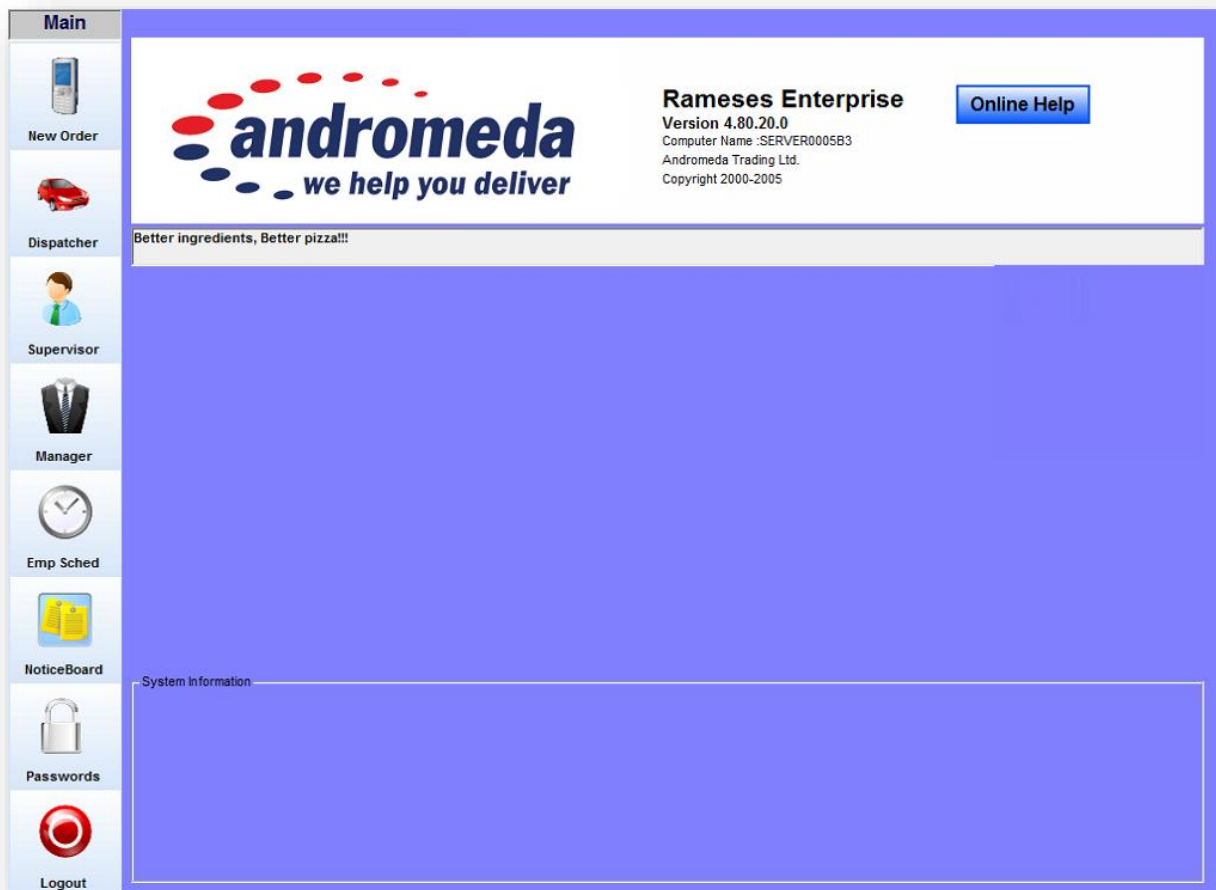 Main
New Order
Dispatcher
Supervisor
Manager
Emp Sched
NoticeBoard
Passwords
Logout
andromeda
we help you deliver
Rameses Enterprise
Version 4.80.20.0
Computer Name :SERVER0005B3
Andromeda Trading Ltd.
Copyright 2000-2005
Online Help
Better ingredients, Better pizza!!!
System Information